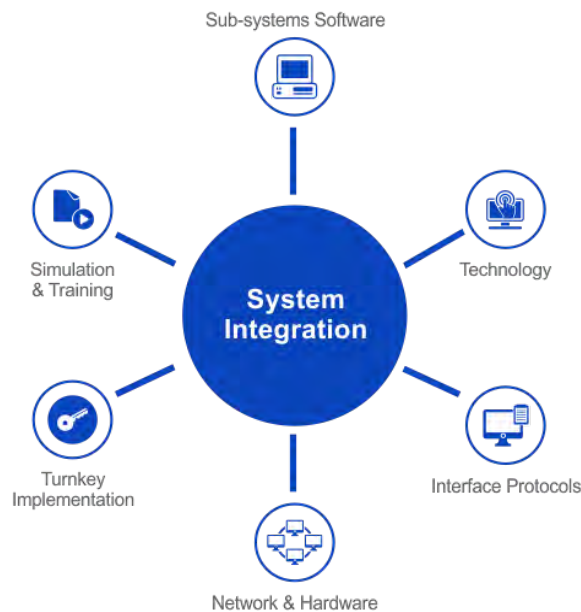 Sub-systems Software
Technology
Interface Protocols
Network & Hardware
Turnkey
Implementation
Simulation
& Training
System
Integration